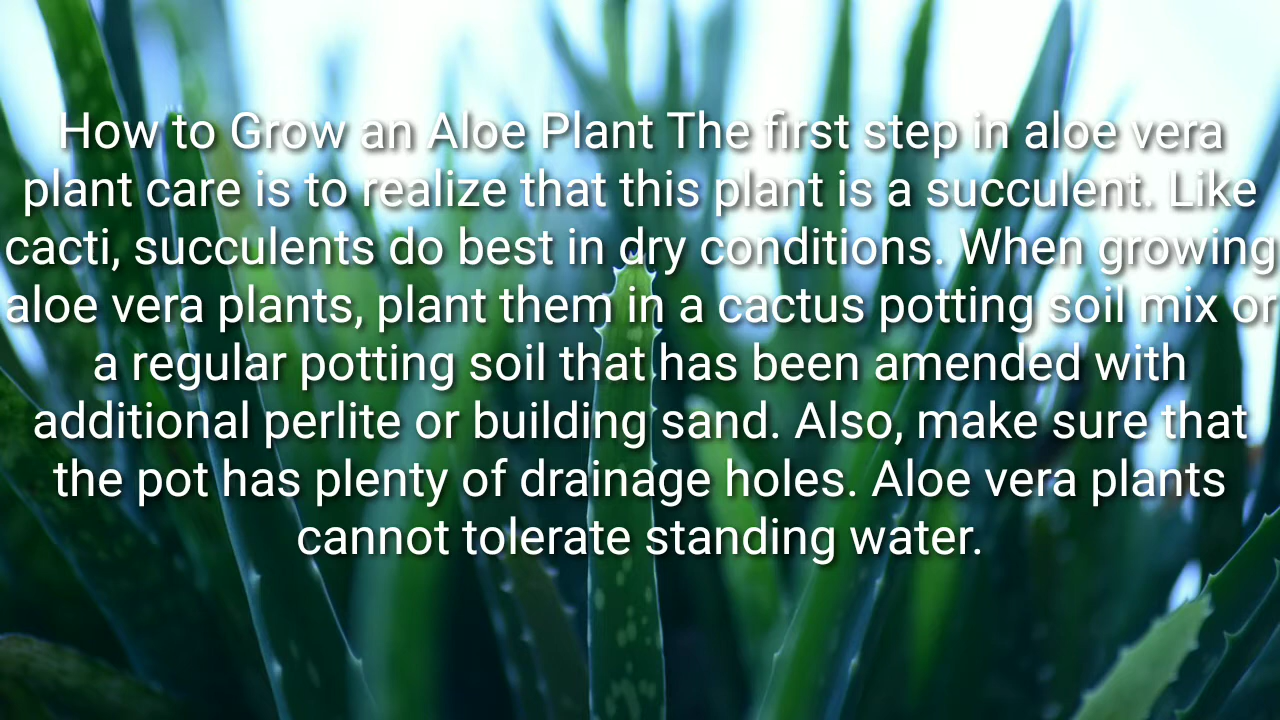 How to Grow an Aloe Plant The first step in aloe vera
plant care is to realize that this plant is a succulent. Like
cacti, succulents do best in dry conditions. When growing
aloe vera plants, plant them in a cactus potting soil mix or
a regular potting soil that has been amended with
additional perlite or building sand. Also, make sure that
the pot has plenty of drainage holes. Aloe vera plants
cannot tolerate standing water.